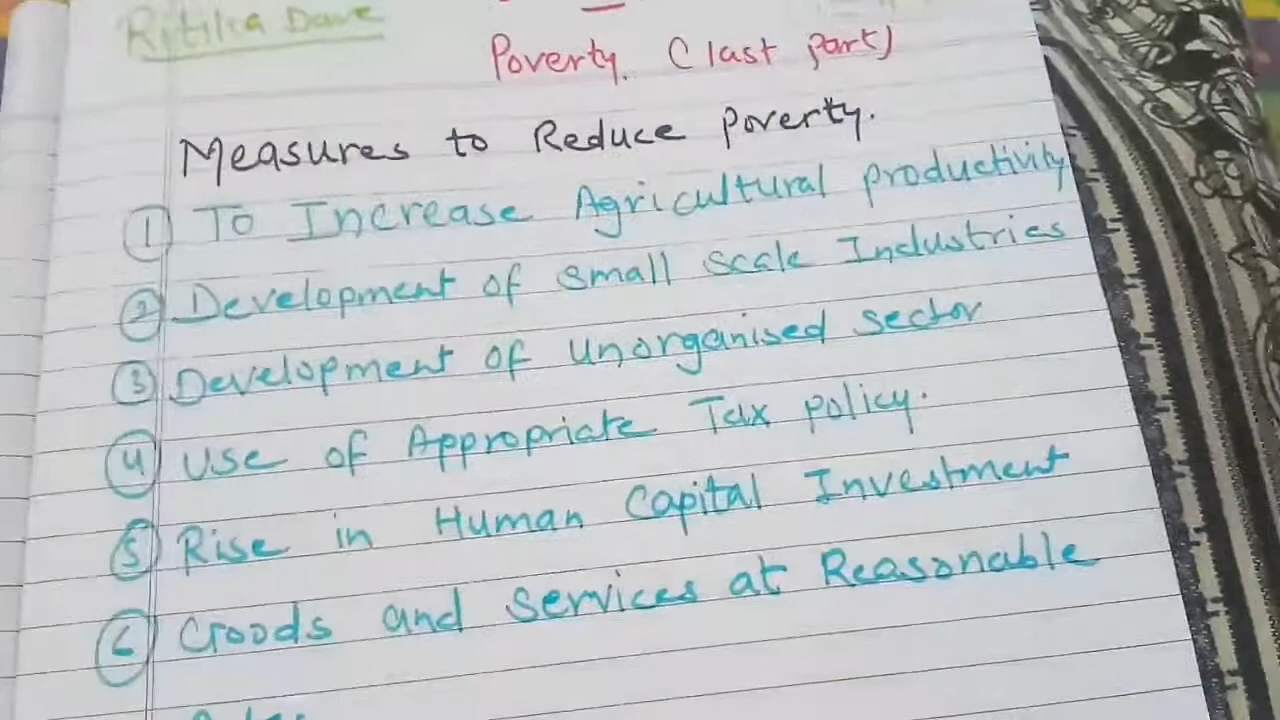 Ritika Dave
Poverty. (last part)
Measures to Reduce poverty.
① To Increase Agricultural productivity
② Development of small scale Industries
③ Development of unorganised sector
④ use of Appropriate Tax policy.
⑤ Rise in Human Capital Investment
⑥ Goods and services at Reasonable